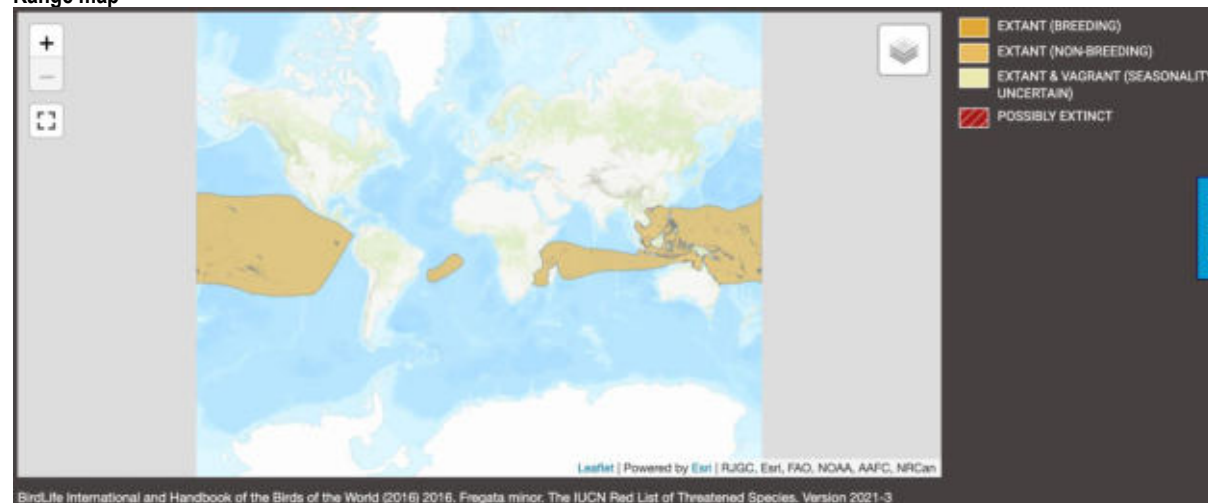 Range map
+
EXTANT (BREEDING)
EXTANT (NON-BREEDING)
EXTANT & VAGRANT (SEASONALITY
UNCERTAIN)
POSSIBLY EXTINCT
Leaflet | Powered by Esri | RJGC, Esri, FAO, NOAA, AAFC, NRCan
BirdLife International and Handbook of the Birds of the World (2016) 2016. Fregata minor. The IUCN Red List of Threatened Species. Version 2021-3